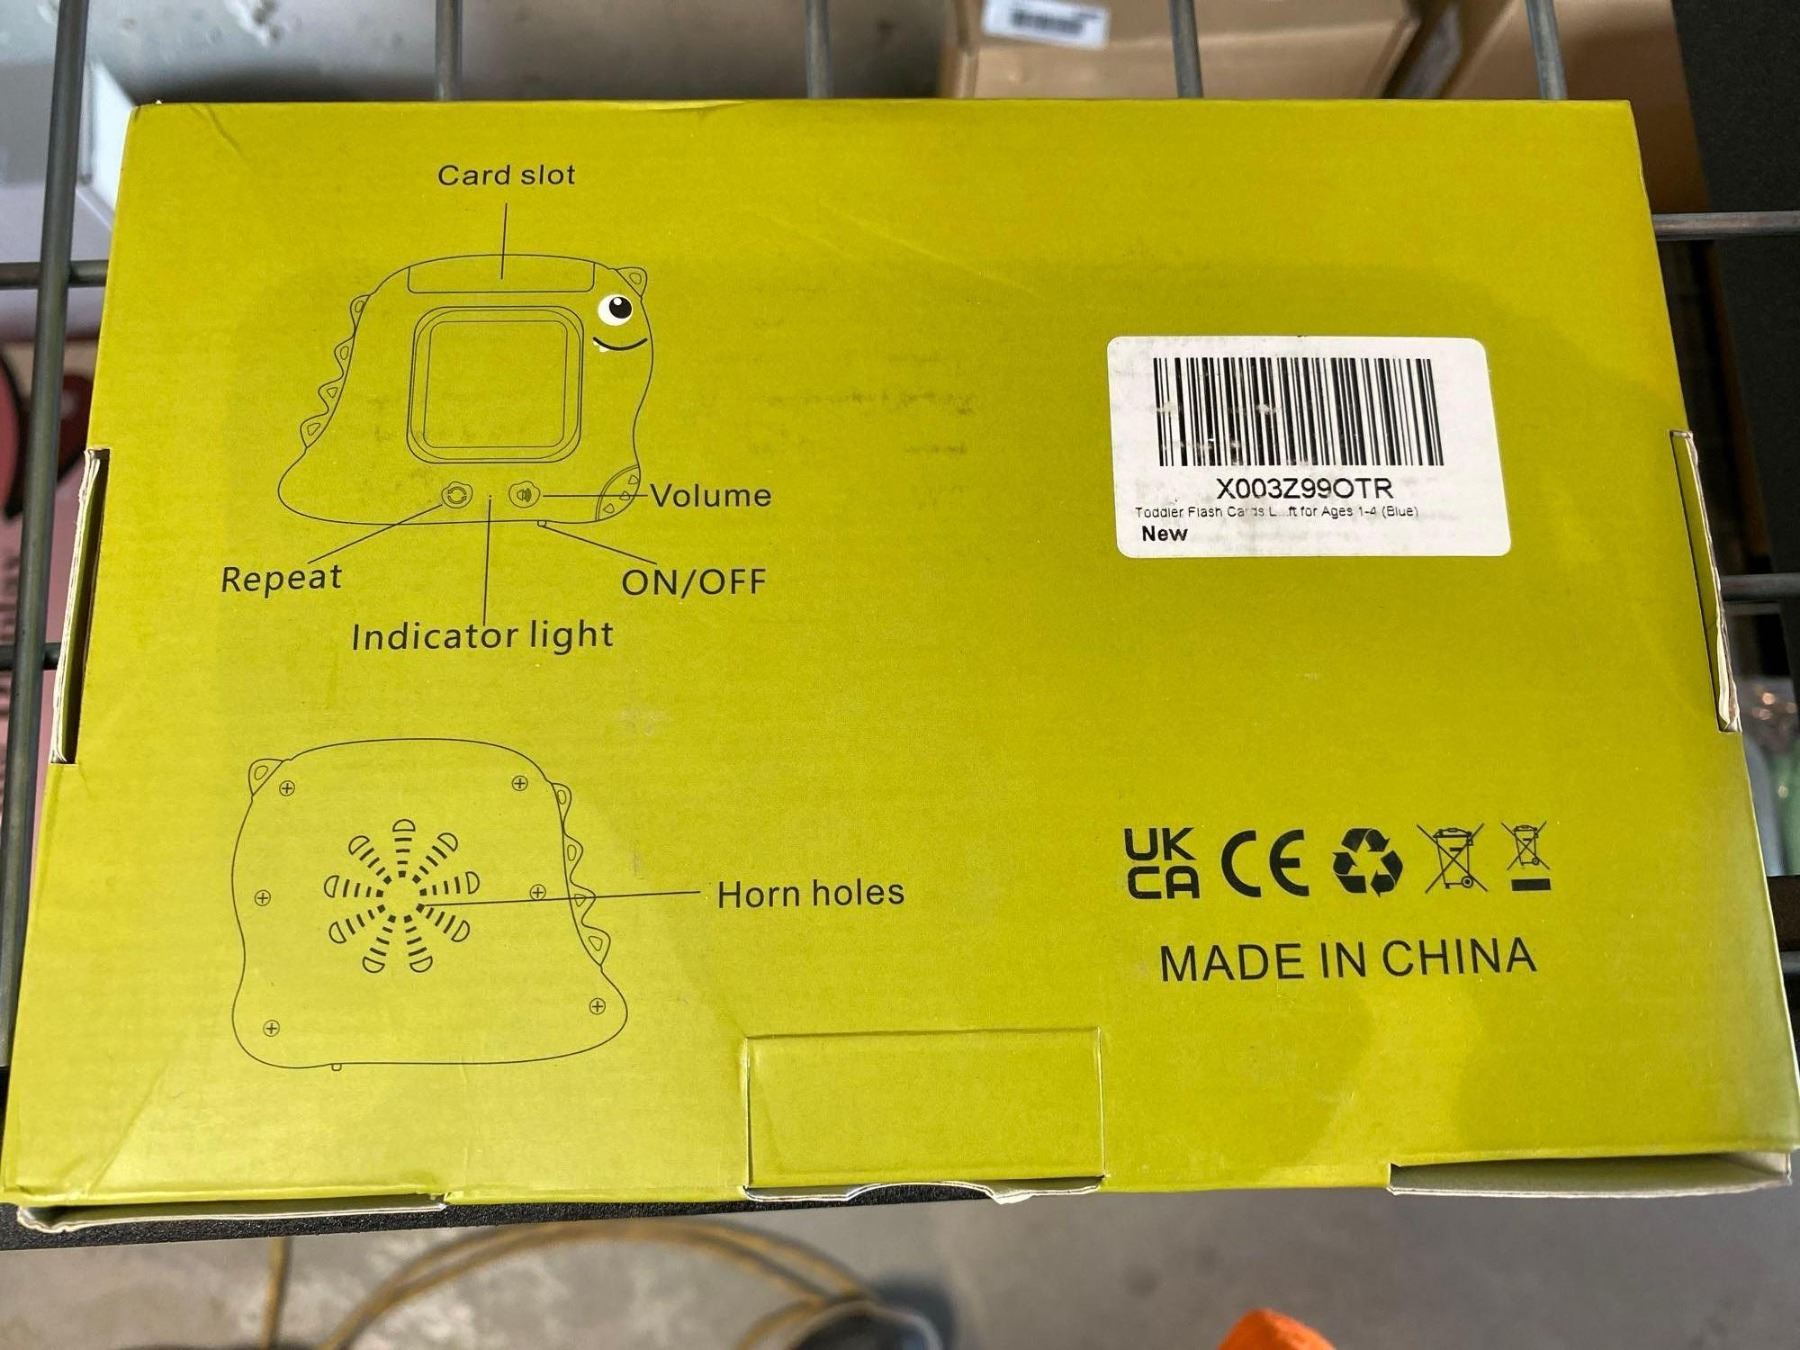 Card slot
Volume
Repeat
ON/OFF
Indicator light
Horn holes
X003Z99OTR
Toddler Flash Cards L...ft for Ages 1-4 (Blue)
New
UK
CA
CE
MADE IN CHINA